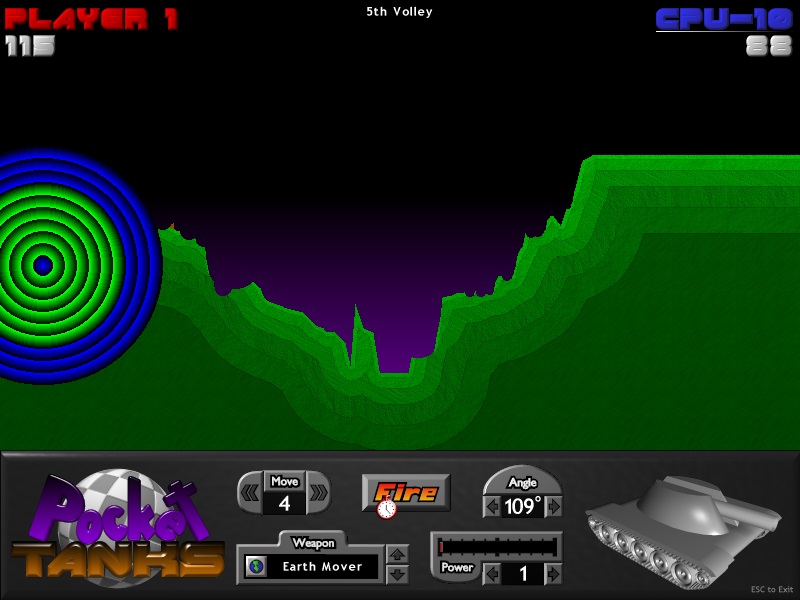 PLAYER 1
5th Volley
CPU-10
115
88
Move
4
Fire
Angle
109°
Pocket
TANKS
Weapon
Earth Mover
Power
1
ESC to Exit